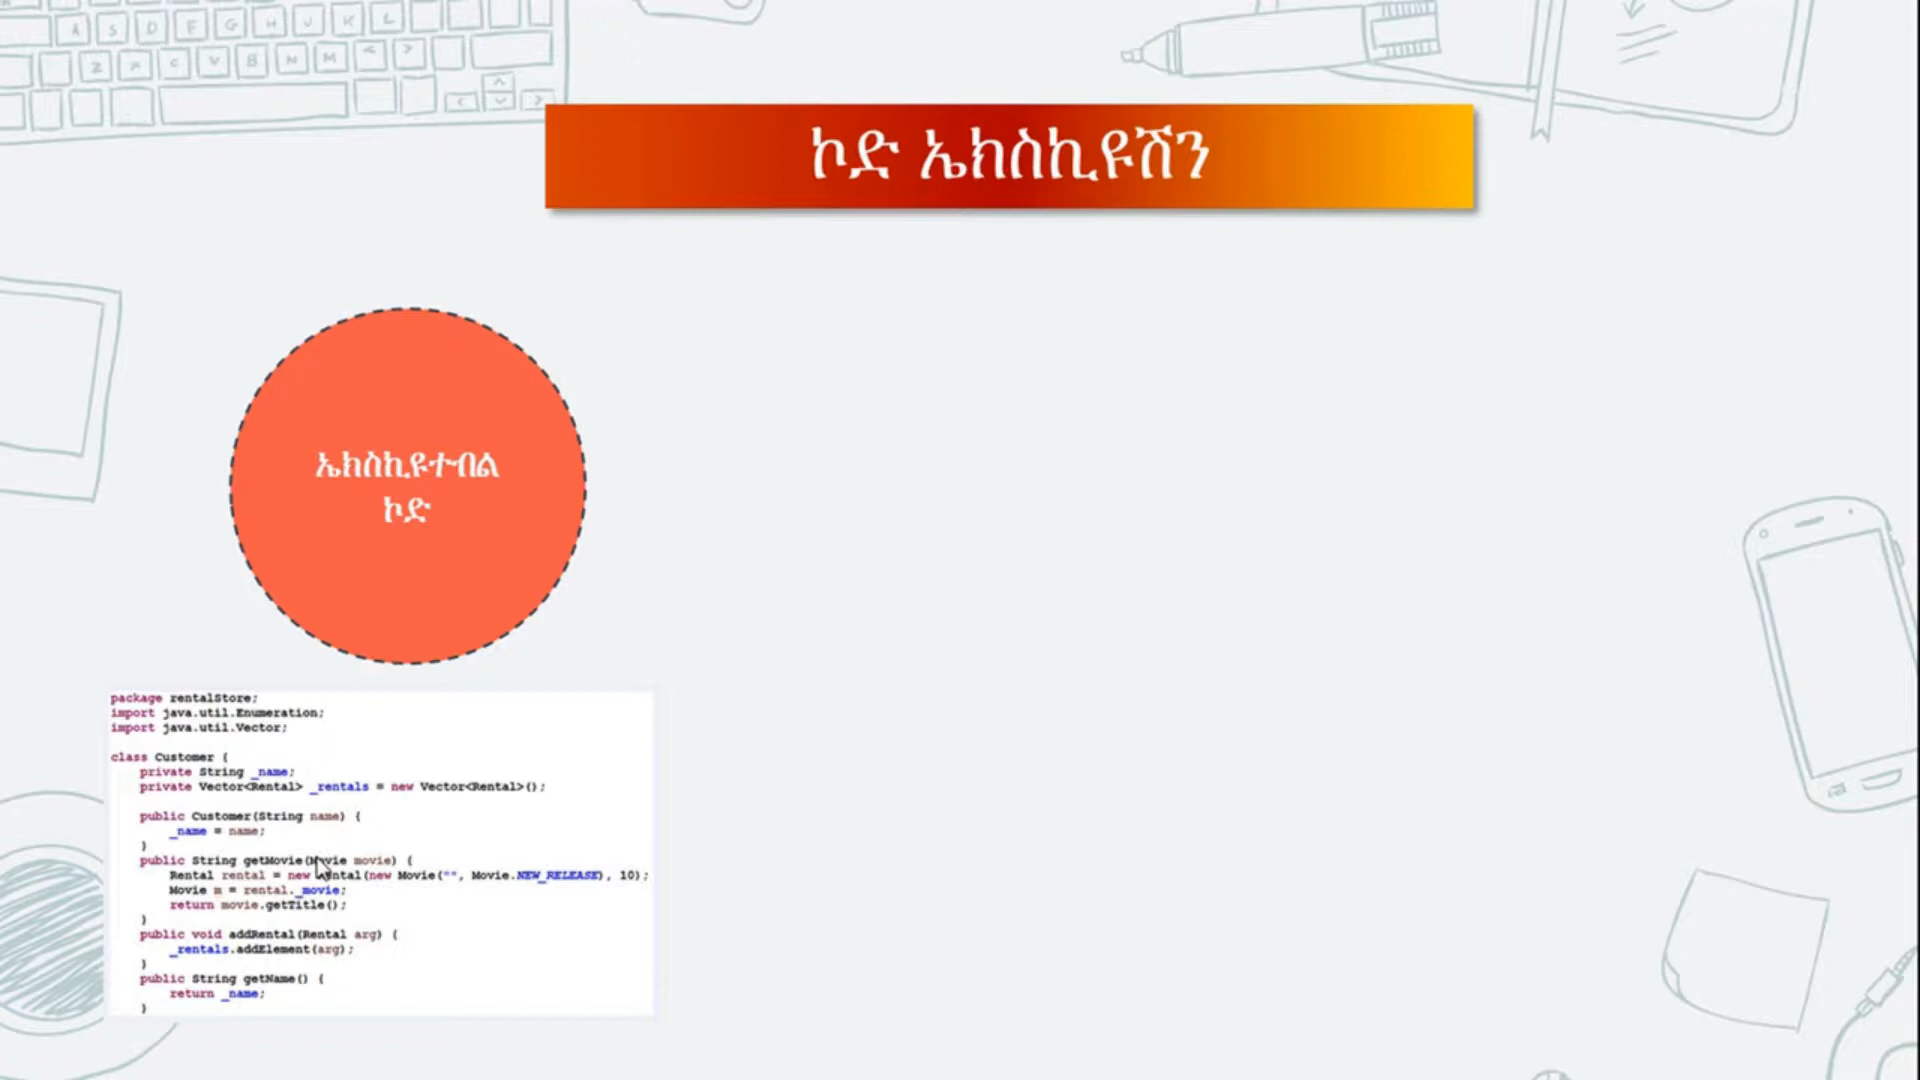 A S D F G H J K L
Z X C V B N M < >
ኮድ ኤክስኪዩሽን
ኤክስኪዩተብል
ኮድ
package rentalStore;
import java.util.Enumeration;
import java.util.Vector;
class Customer {
private String _name;
private Vector<Rental> _rentals = new Vector<Rental>();
public Customer(String name) {
_name = name;
}
public String getMovie(Movie movie) {
Rental rental = new Rental(new Movie("", Movie.NEW_RELEASE), 10);
Movie m = rental._movie;
return movie.getTitle();
}
public void addRental(Rental arg) {
_rentals.addElement(arg);
}
public String getName() {
return _name;
}